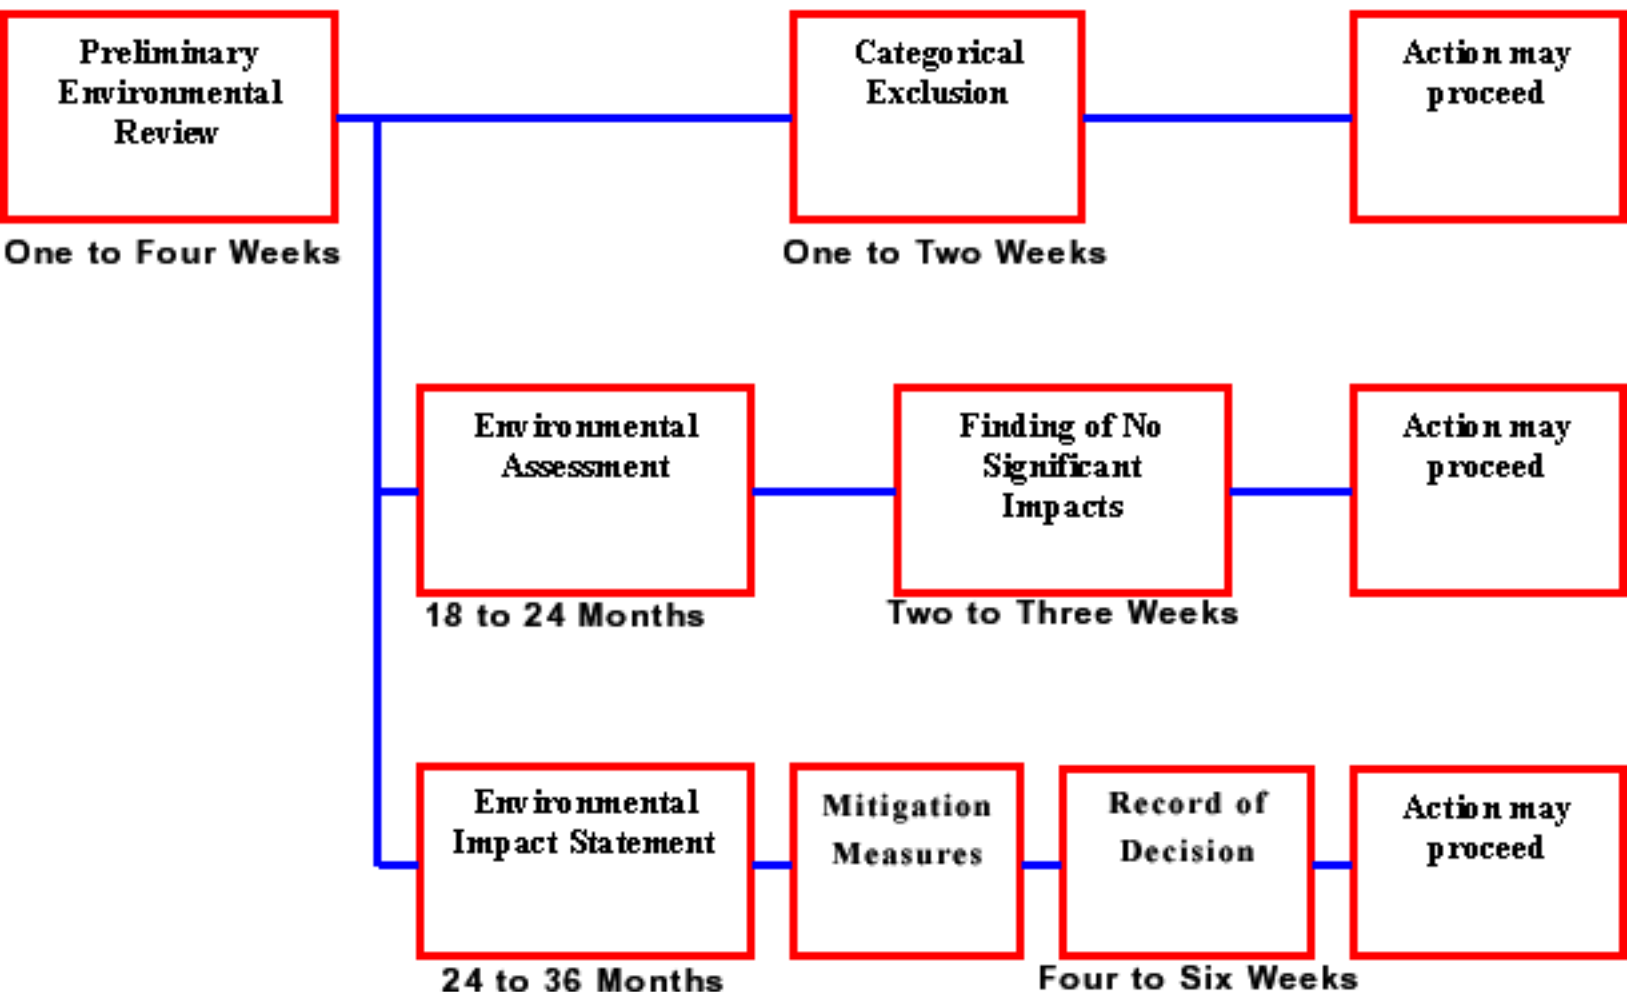 Preliminary
Environmental
Review
One to Four Weeks
Categorical
Exclusion
One to Two Weeks
Action may
proceed
Environmental
Assessment
18 to 24 Months
Finding of No
Significant
Impacts
Two to Three Weeks
Action may
proceed
Environmental
Impact Statement
24 to 36 Months
Mitigation
Measures
Record of
Decision
Four to Six Weeks
Action may
proceed